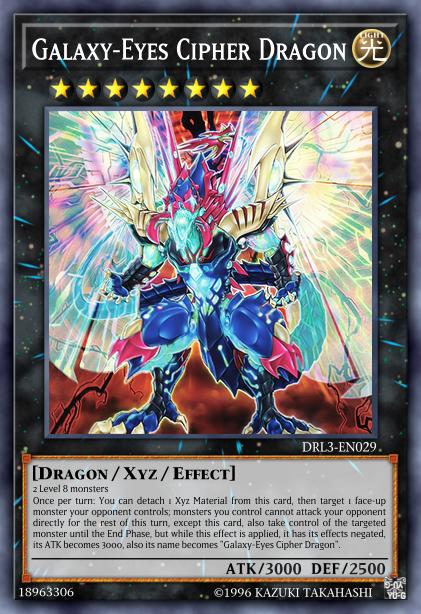 GALAXY-EYES CIPHER DRAGON
LIGHT
光
DRL3-EN029
[DRAGON / XYZ / EFFECT]
2 Level 8 monsters
Once per turn: You can detach 1 Xyz Material from this card, then target 1 face-up
monster your opponent controls; monsters you control cannot attack your opponent
directly for the rest of this turn, except this card, also take control of the targeted
monster until the End Phase, but while this effect is applied, it has its effects negated,
its ATK becomes 3000, also its name becomes "Galaxy-Eyes Cipher Dragon".
ATK/3000 DEF/2500
18963306
©1996 KAZUKI TAKAHASHI